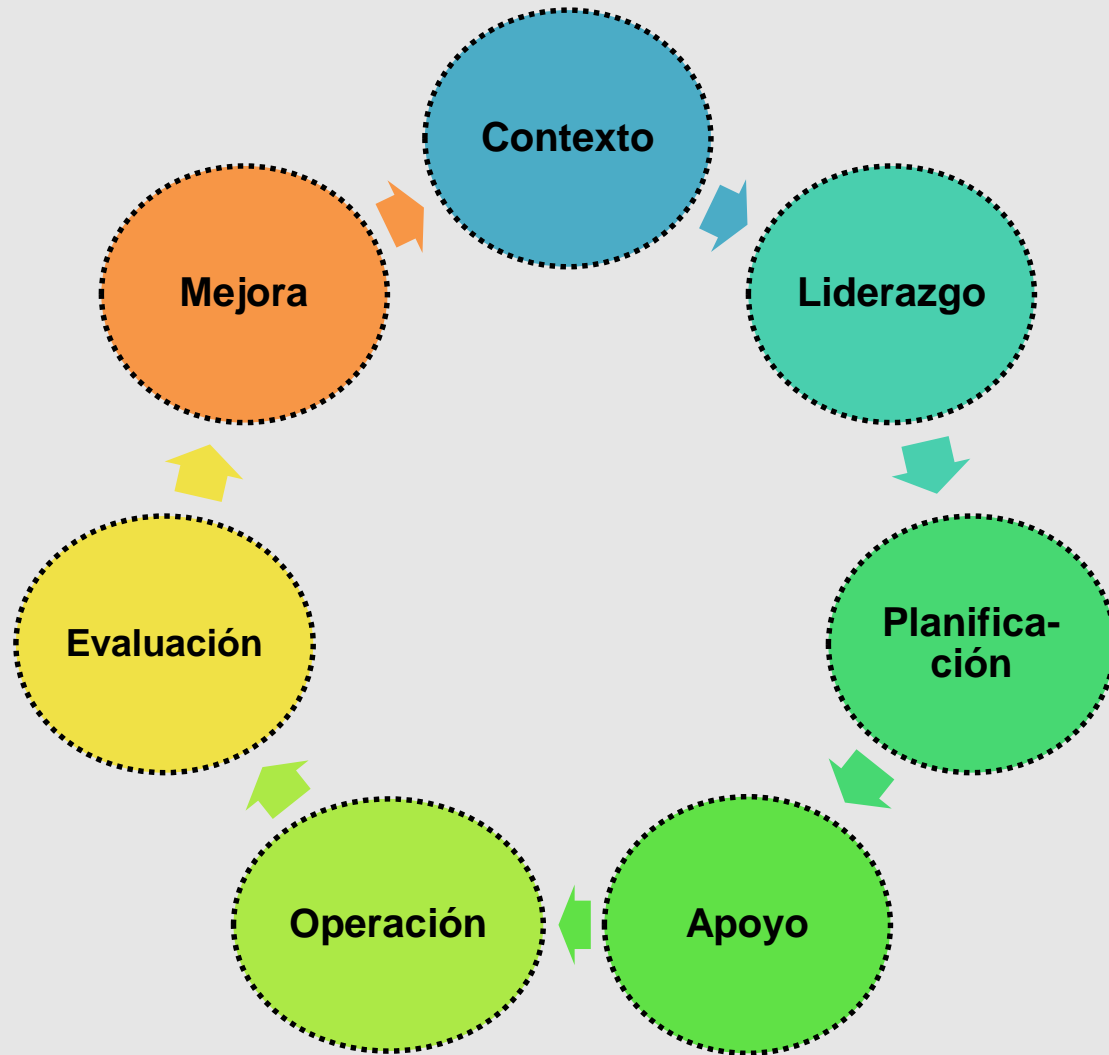 Contexto
Liderazgo
Planifica-
ción
Apoyo
Operación
Evaluación
Mejora